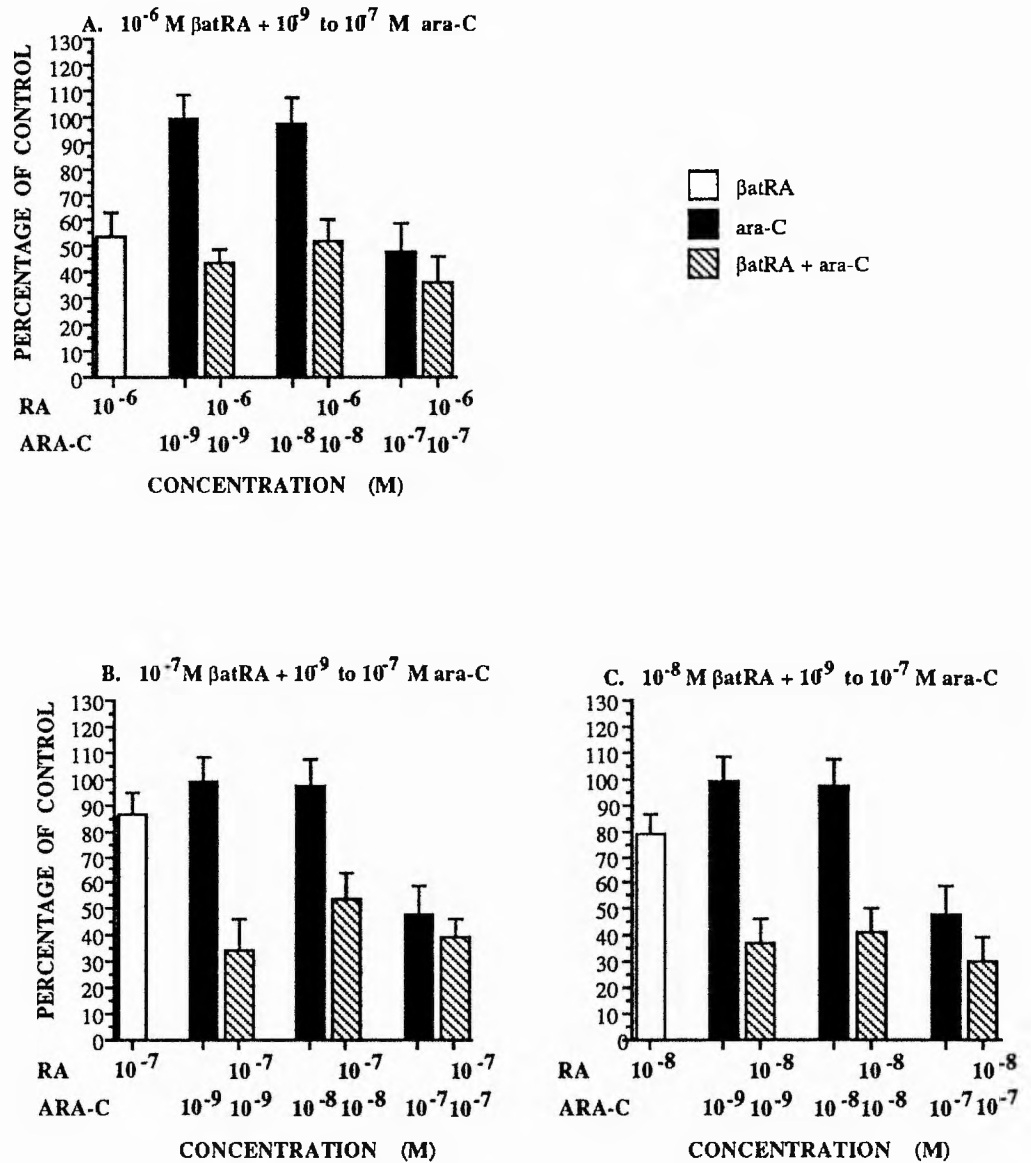 A. 10⁻⁶ M βatRA + 10⁻⁹ to 10⁻⁷ M ara-C
PERCENTAGE OF CONTROL
130
120
110
100
90
80
70
60
50
40
30
20
10
0
RA 10⁻⁶ 10⁻⁶ 10⁻⁶ 10⁻⁶
ARA-C 10⁻⁹ 10⁻⁹ 10⁻⁸ 10⁻⁸ 10⁻⁷ 10⁻⁷
CONCENTRATION (M)
βatRA
ara-C
βatRA + ara-C
B. 10⁻⁷ M βatRA + 10⁻⁹ to 10⁻⁷ M ara-C
PERCENTAGE OF CONTROL
130
120
110
100
90
80
70
60
50
40
30
20
10
0
RA 10⁻⁷ 10⁻⁷ 10⁻⁷ 10⁻⁷
ARA-C 10⁻⁹ 10⁻⁹ 10⁻⁸ 10⁻⁸ 10⁻⁷ 10⁻⁷
CONCENTRATION (M)
C. 10⁻⁸ M βatRA + 10⁻⁹ to 10⁻⁷ M ara-C
130
120
110
100
90
80
70
60
50
40
30
20
10
0
RA 10⁻⁸ 10⁻⁸ 10⁻⁸ 10⁻⁸
ARA-C 10⁻⁹ 10⁻⁹ 10⁻⁸ 10⁻⁸ 10⁻⁷ 10⁻⁷
CONCENTRATION (M)